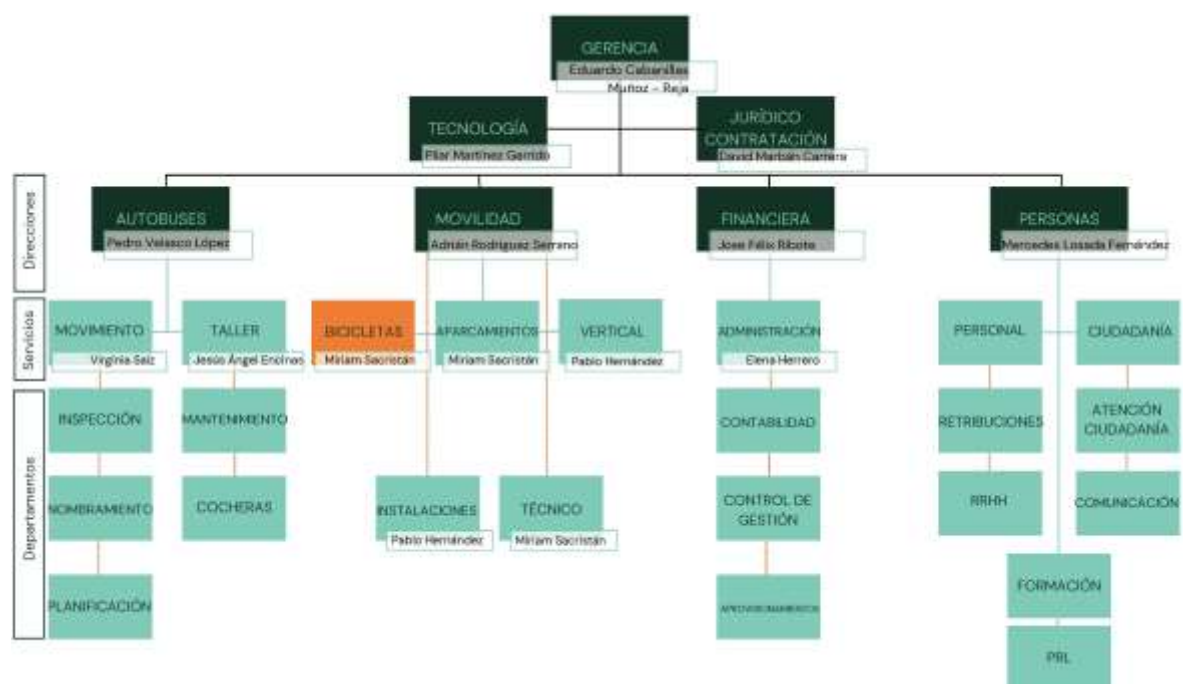 GERENCIA
Eduardo Cabanillas
Muñoz - Reja
TECNOLOGÍA
Pilar Martínez Garrido
JURÍDICO
CONTRATACIÓN
David Marbán Carrera
Direcciones
AUTOBUSES
Pedro Velasco López
MOVILIDAD
Adrián Rodríguez Serrano
FINANCIERA
Jose Félix Ribote
PERSONAS
Mercedes Losada Fernández
Servicios
MOVIMIENTO
Virginia Saiz
TALLER
Jesús Ángel Encinas
BICICLETAS
Miriam Sacristán
APARCAMIENTOS
Miriam Sacristán
VERTICAL
Pablo Hernández
ADMINISTRACIÓN
Elena Herrero
PERSONAL
CIUDADANÍA
Departamentos
INSPECCIÓN
MANTENIMIENTO
CONTABILIDAD
RETRIBUCIONES
ATENCIÓN
CIUDADANÍA
NOMBRAMIENTO
COCHERAS
INSTALACIONES
Pablo Hernández
TÉCNICO
Miriam Sacristán
CONTROL DE
GESTIÓN
RRHH
COMUNICACIÓN
PLANIFICACIÓN
APROVISIONAMIENTOS
FORMACIÓN
PRL